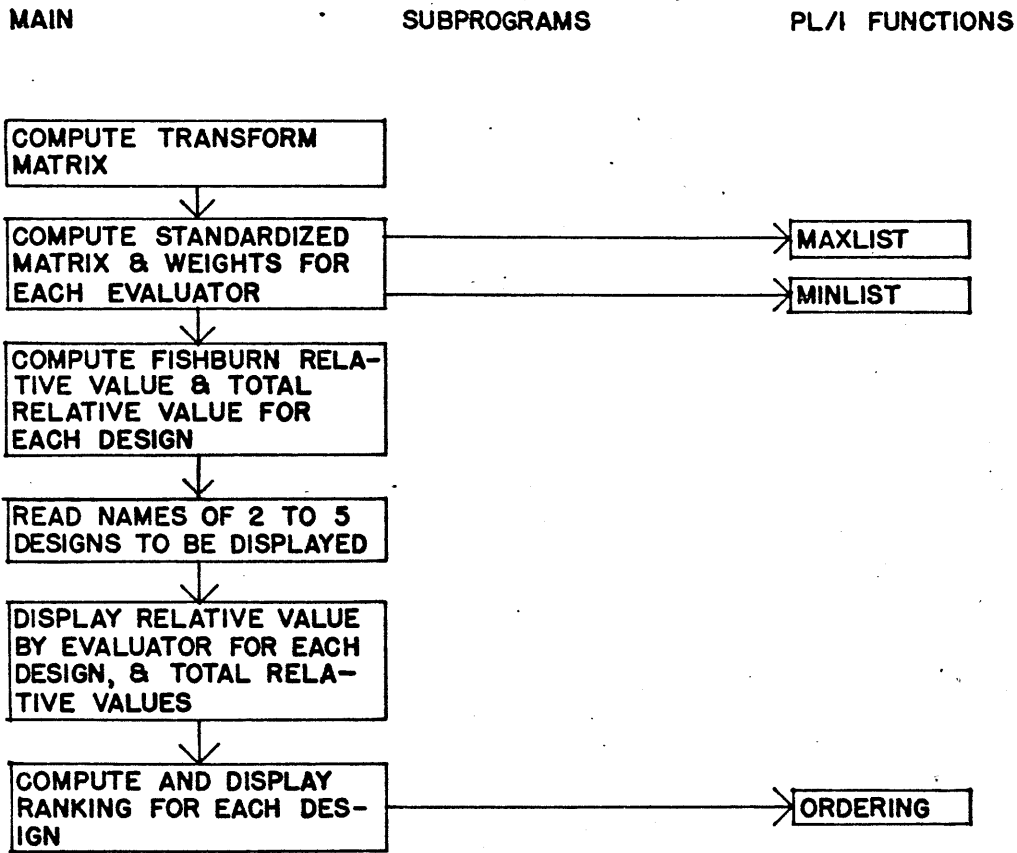 MAIN SUBPROGRAMS PL/I FUNCTIONS
COMPUTE TRANSFORM
MATRIX
COMPUTE STANDARDIZED
MATRIX & WEIGHTS FOR
EACH EVALUATOR
MAXLIST
MINLIST
COMPUTE FISHBURN RELA-
TIVE VALUE & TOTAL
RELATIVE VALUE FOR
EACH DESIGN
READ NAMES OF 2 TO 5
DESIGNS TO BE DISPLAYED
DISPLAY RELATIVE VALUE
BY EVALUATOR FOR EACH
DESIGN, & TOTAL RELA-
TIVE VALUES
COMPUTE AND DISPLAY
RANKING FOR EACH DES-
IGN
ORDERING